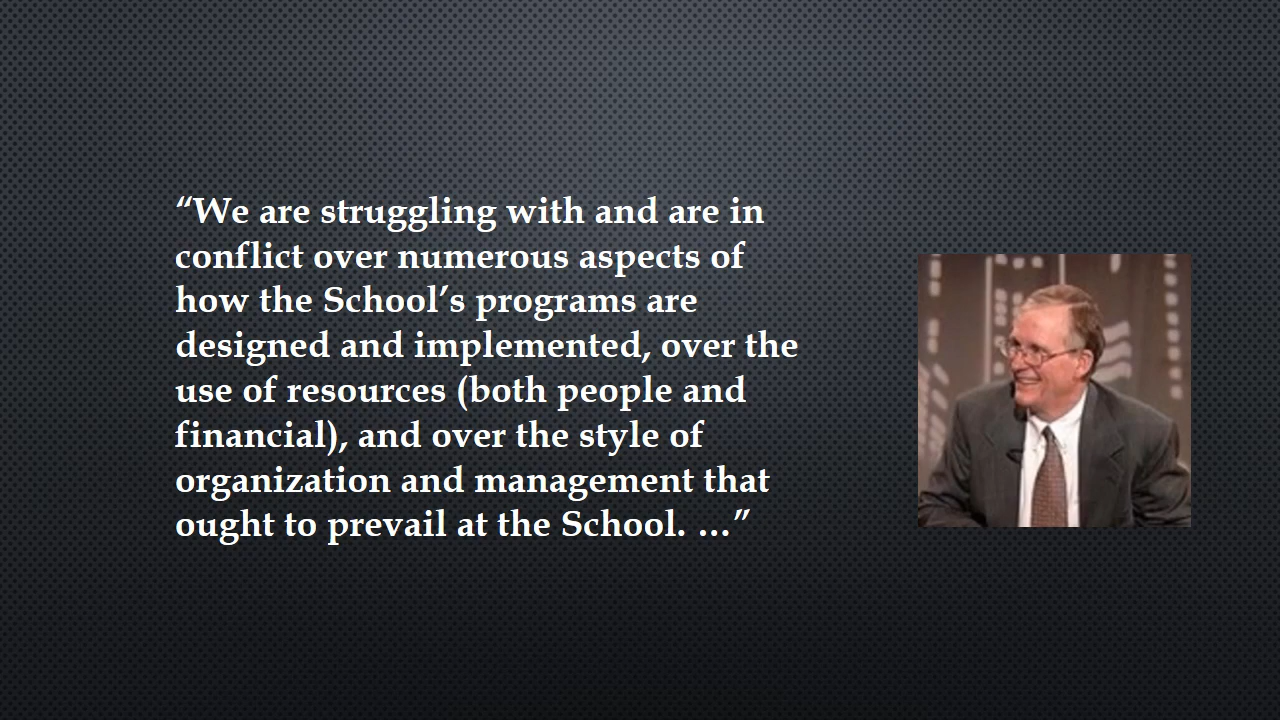 “We are struggling with and are in
conflict over numerous aspects of
how the School’s programs are
designed and implemented, over the
use of resources (both people and
financial), and over the style of
organization and management that
ought to prevail at the School. …”